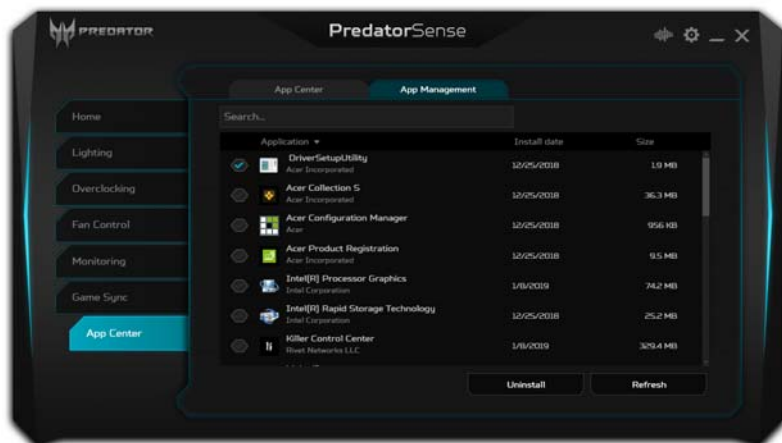 PREDATOR
PredatorSense
App Center
App Management
Home
Lighting
Overclocking
Fan Control
Monitoring
Game Sync
App Center
Search...
Application
Install date
Size
DriverSetupUtility
Acer Incorporated
12/25/2018
1.9 MB
Acer Collection S
Acer Incorporated
12/25/2018
36.3 MB
Acer Configuration Manager
Acer
12/25/2018
956 KB
Acer Product Registration
Acer Incorporated
12/25/2018
9.5 MB
Intel(R) Processor Graphics
Intel Corporation
1/8/2019
74.2 MB
Intel(R) Rapid Storage Technology
Intel Corporation
12/25/2018
25.2 MB
Killer Control Center
Rivet Networks LLC
1/8/2019
329.4 MB
Uninstall
Refresh